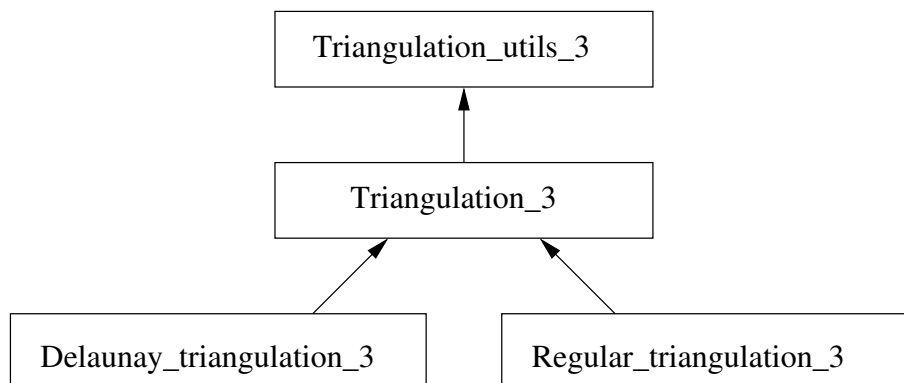 Triangulation_utils_3
Triangulation_3
Delaunay_triangulation_3
Regular_triangulation_3